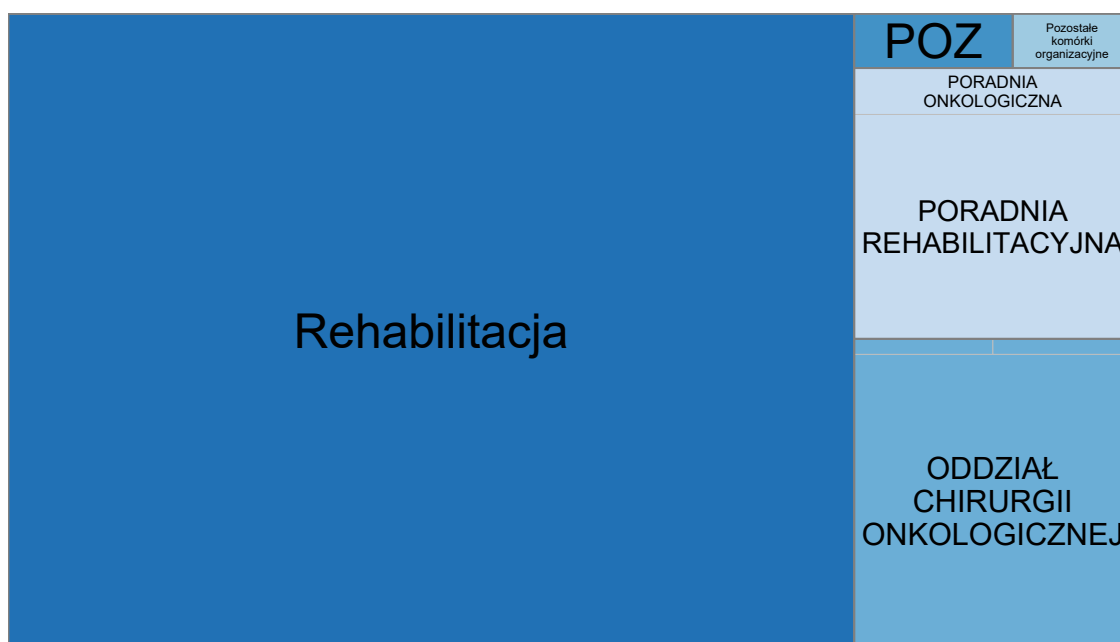 Rehabilitacja
POZ
Pozostałe
komórki
organizacyjne
PORADNIA
ONKOLOGICZNA
PORADNIA
REHABILITACYJNA
ODDZIAŁ
CHIRURGII
ONKOLOGICZNEJ